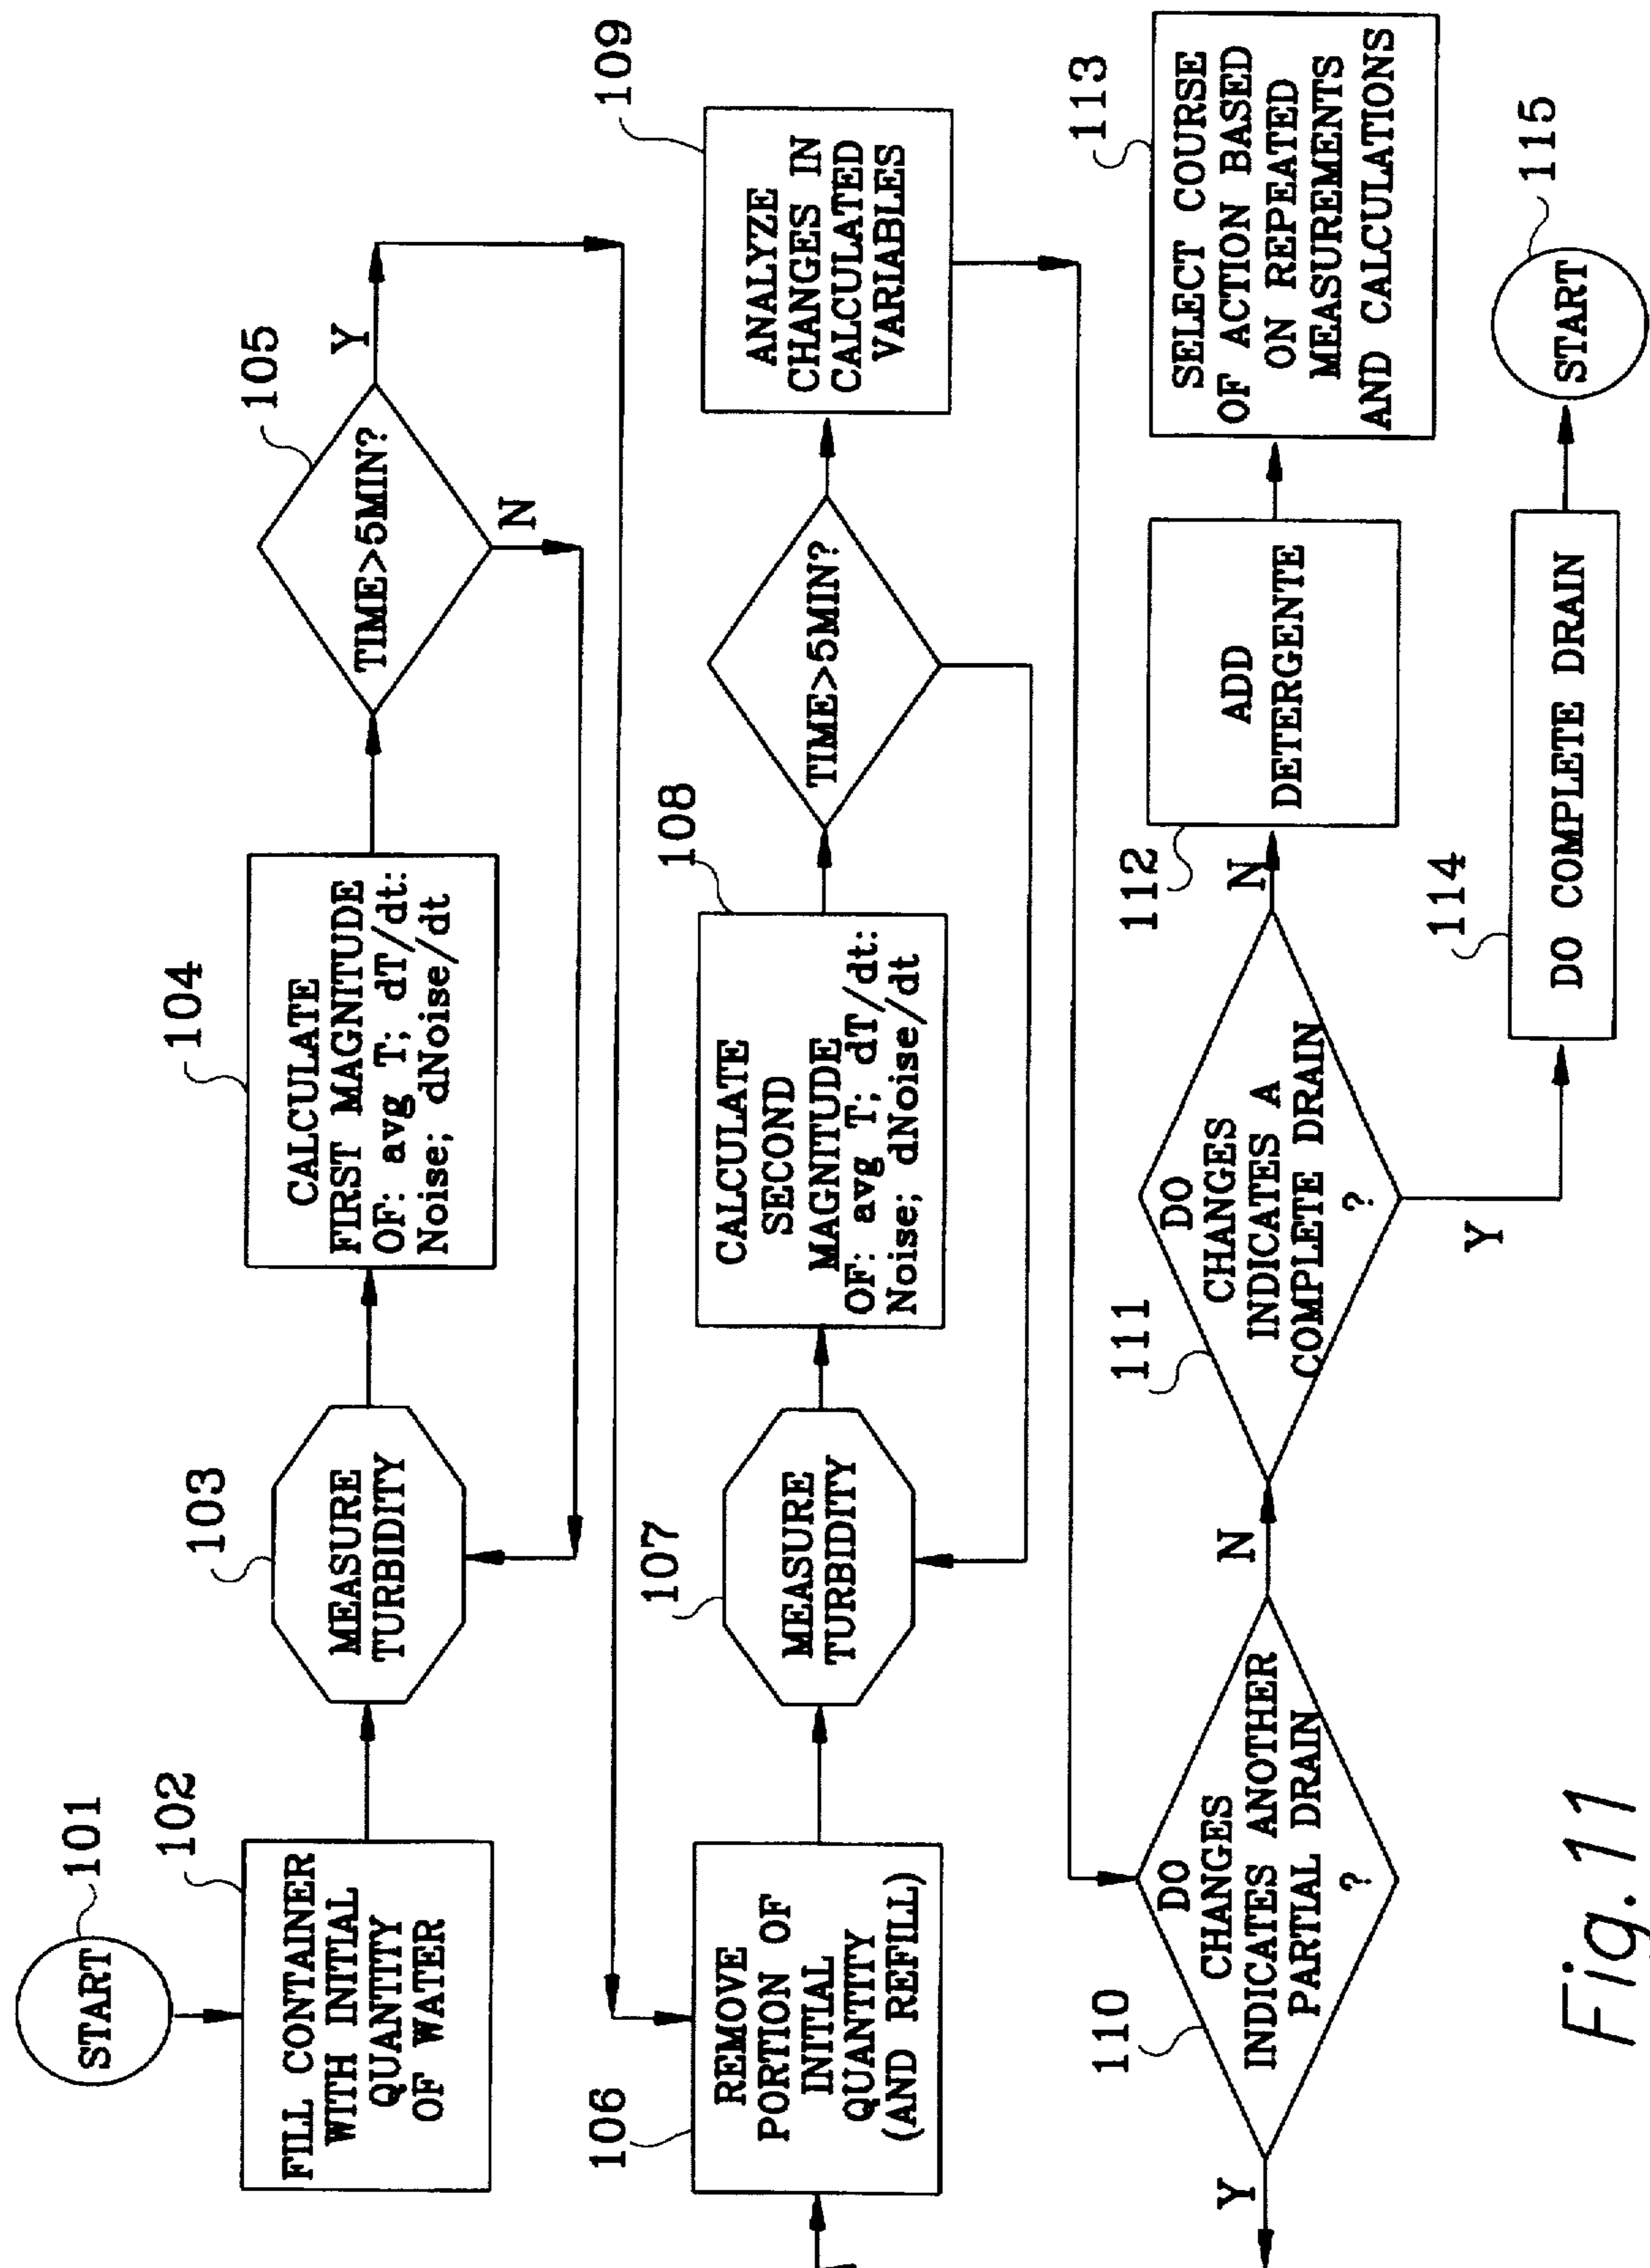 START
101
FILL CONTAINER
WITH INITIAL
QUANTITY
OF WATER
102
MEASURE
TURBIDITY
103
CALCULATE
FIRST MAGNITUDE
OF: avg T; dT/dt:
Noise; dNoise/dt
104
TIME>5MIN?
105
Y
N
REMOVE
PORTION OF
INITIAL
QUANTITY
(AND REFILL)
106
MEASURE
TURBIDITY
107
CALCULATE
SECOND
MAGNITUDE
OF: avg T; dT/dt:
Noise; dNoise/dt
108
TIME>5MIN?
ANALYZE
CHANGES IN
CALCULATED
VARIABLES
109
Y
DO
CHANGES
INDICATES ANOTHER
PARTIAL DRAIN
?
110
N
DO
CHANGES
INDICATES A
COMPLETE DRAIN
?
111
N
Y
ADD
DETERGENTE
112
SELECT COURSE
OF ACTION BASED
ON REPEATED
MEASUREMENTS
AND CALCULATIONS
113
DO COMPLETE DRAIN
114
START
115
Fig. 11